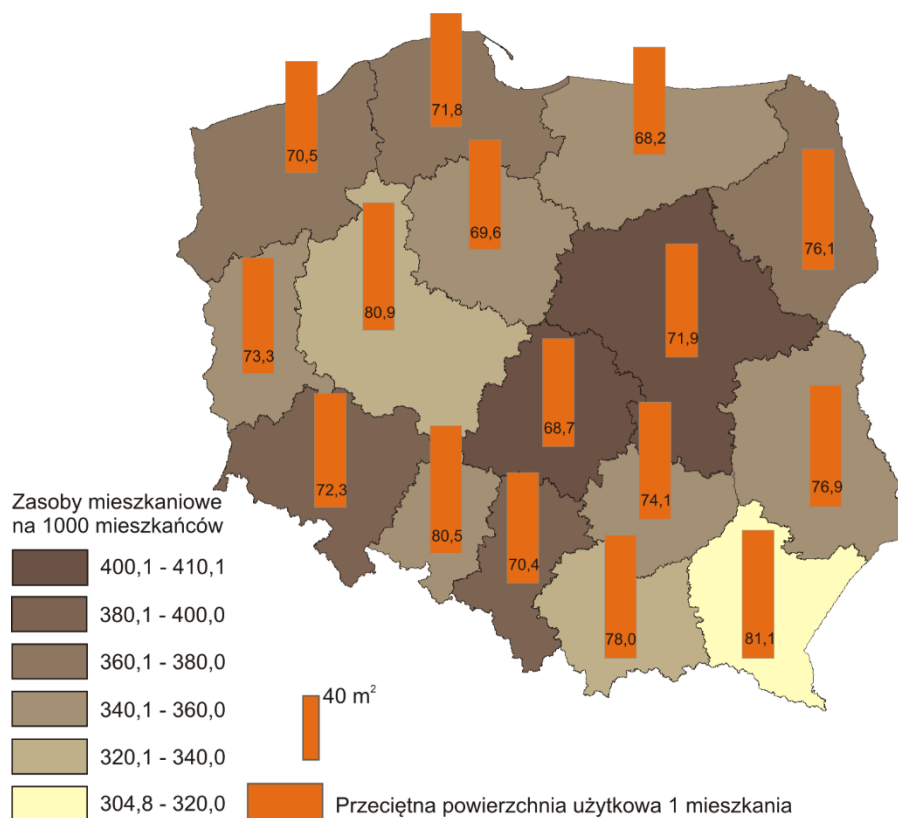 71,8
68,2
70,5
69,6
76,1
80,9
71,9
73,3
68,7
72,3
74,1
76,9
80,5
70,4
78,0
81,1
Zasoby mieszkaniowe
na 1000 mieszkańców
400,1 - 410,1
380,1 - 400,0
360,1 - 380,0
340,1 - 360,0
320,1 - 340,0
304,8 - 320,0
40 m²
Przeciętna powierzchnia użytkowa 1 mieszkania